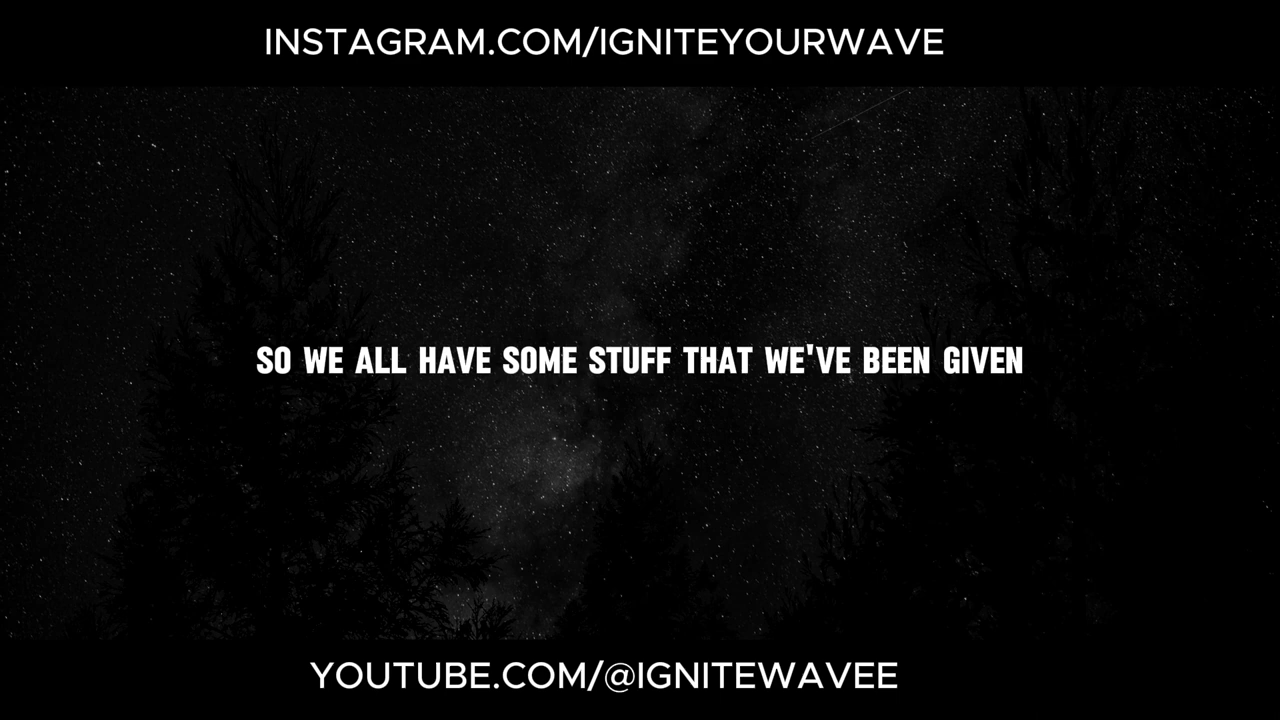 INSTAGRAM.COM/IGNITEYOURWAVE
SO WE ALL HAVE SOME STUFF THAT WE'VE BEEN GIVEN
YOUTUBE.COM/@IGNITEWAVEE